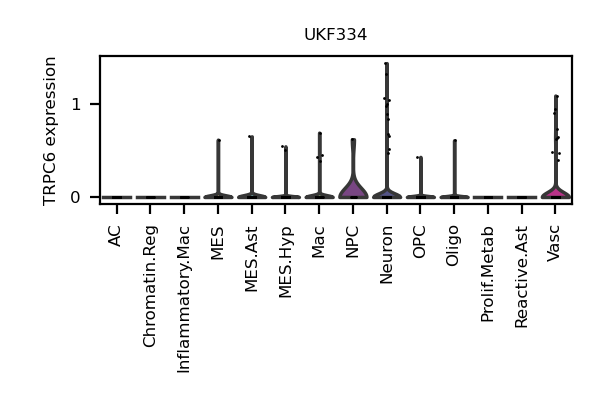 UKF334
TRPC6 expression
1
0
AC
Chromatin.Reg
Inflammatory.Mac
MES
MES.Ast
MES.Hyp
Mac
NPC
Neuron
OPC
Oligo
Prolif.Metab
Reactive.Ast
Vasc